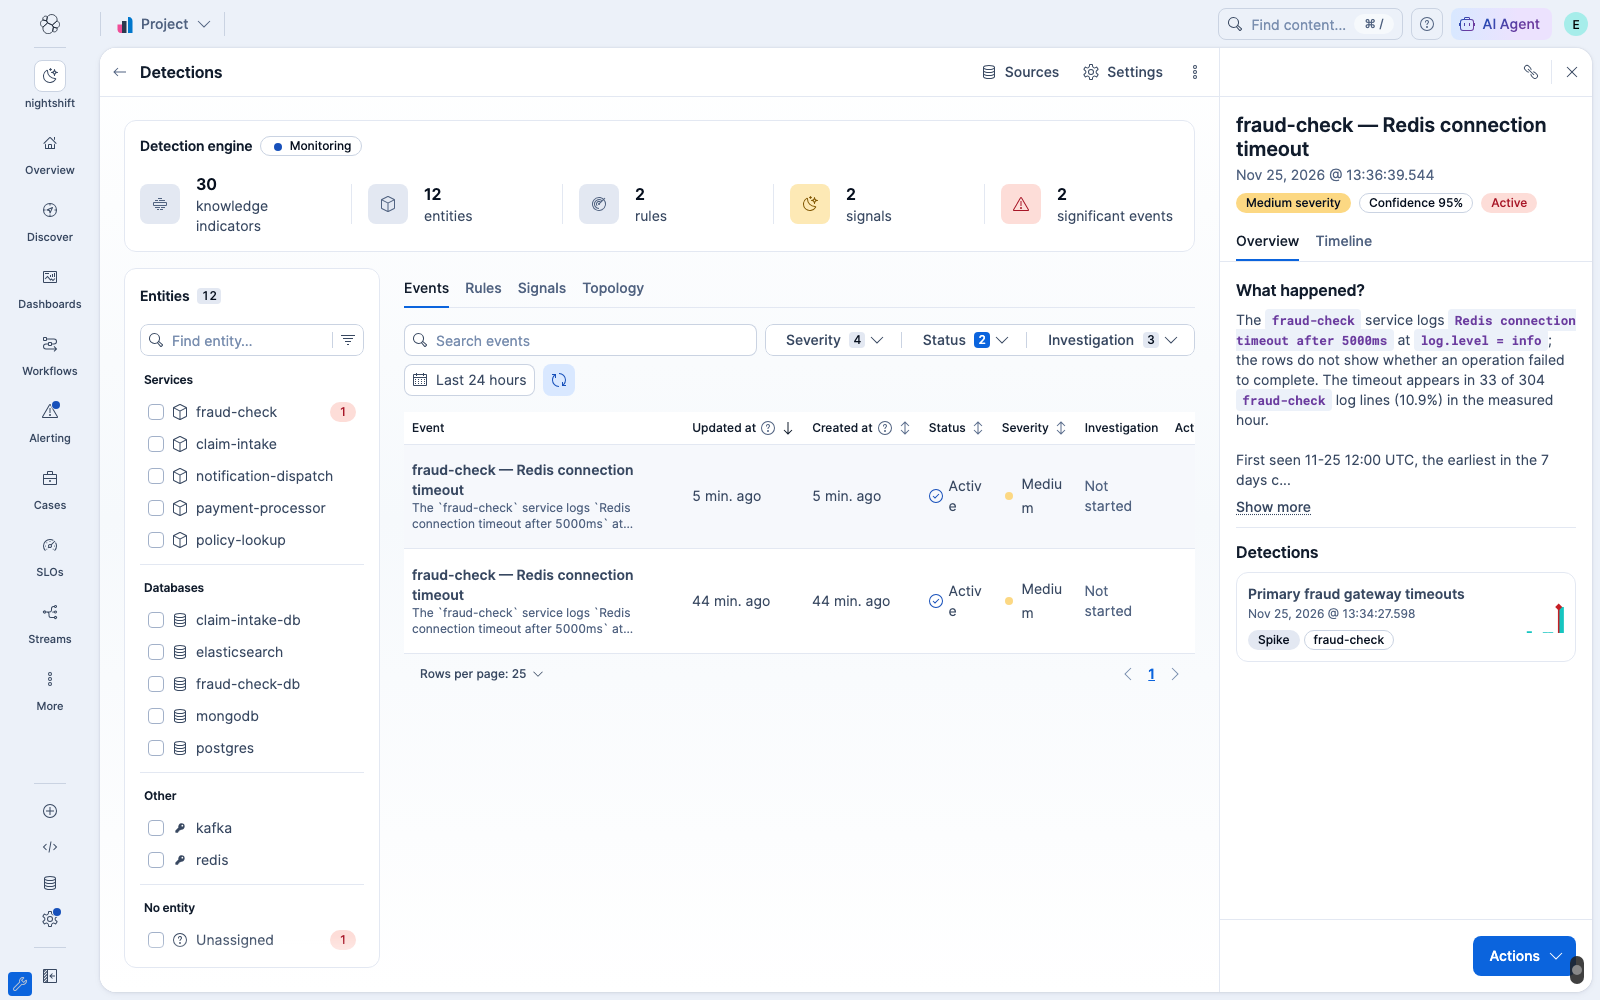 Project
Find content...
⌘ /
AI Agent
E
nightshift
Overview
Discover
Dashboards
Workflows
Alerting
Cases
SLOs
Streams
More
Detections
Sources
Settings
Detection engine
Monitoring
30
knowledge
indicators
12
entities
2
rules
2
signals
2
significant events
Entities 12
Find entity...
Services
fraud-check 1
claim-intake
notification-dispatch
payment-processor
policy-lookup
Databases
claim-intake-db
elasticsearch
fraud-check-db
mongodb
postgres
Other
kafka
redis
No entity
Unassigned 1
Events Rules Signals Topology
Search events
Severity 4
Status 2
Investigation 3
Last 24 hours
Event Updated at Created at Status Severity Investigation Act
fraud-check — Redis connection
timeout
The `fraud-check` service logs `Redis
connection timeout after 5000ms` at...
5 min. ago
5 min. ago
Activ
e
Mediu
m
Not
started
fraud-check — Redis connection
timeout
The `fraud-check` service logs `Redis
connection timeout after 5000ms` at...
44 min. ago
44 min. ago
Activ
e
Mediu
m
Not
started
Rows per page: 25
1
fraud-check — Redis connection
timeout
Nov 25, 2026 @ 13:36:39.544
Medium severity
Confidence 95%
Active
Overview Timeline
What happened?
The fraud-check service logs Redis connection
timeout after 5000ms at log.level = info ;
the rows do not show whether an operation failed
to complete. The timeout appears in 33 of 304
fraud-check log lines (10.9%) in the measured
hour.
First seen 11-25 12:00 UTC, the earliest in the 7
days c...
Show more
Detections
Primary fraud gateway timeouts
Nov 25, 2026 @ 13:34:27.598
Spike
fraud-check
Actions